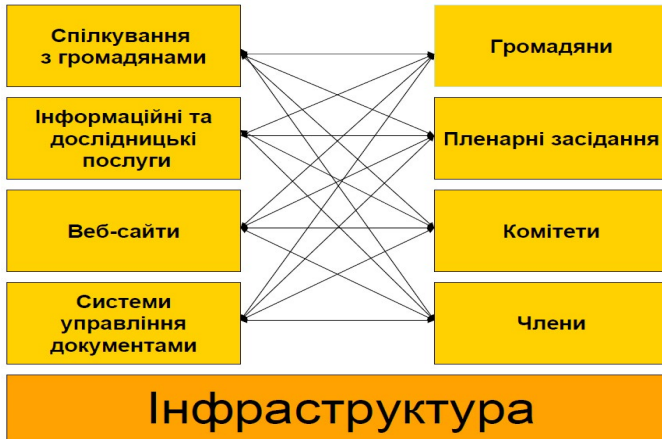 Спілкування
з громадянами
Громадяни
Інформаційні та
дослідницькі
послуги
Пленарні засідання
Веб-сайти
Комітети
Системи
управління
документами
Члени
Інфраструктура